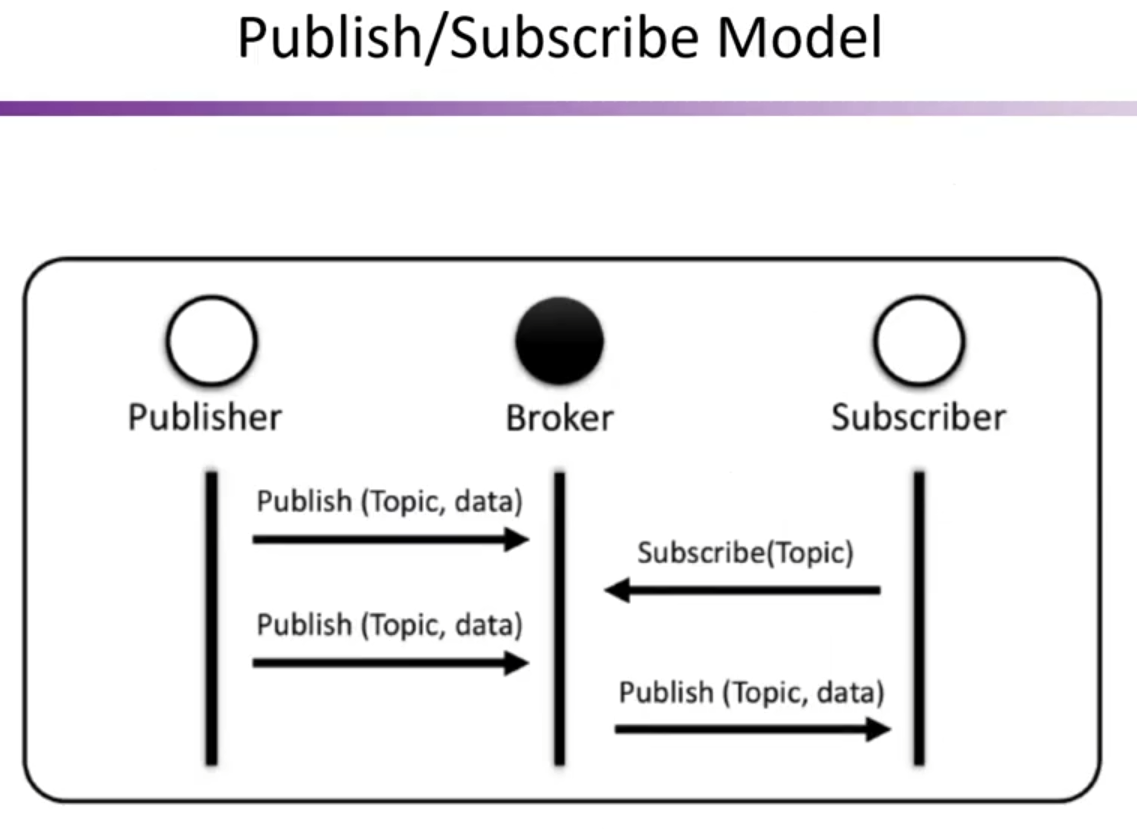 Publish/Subscribe Model
Publisher
Broker
Subscriber
Publish (Topic, data)
Subscribe(Topic)
Publish (Topic, data)
Publish (Topic, data)